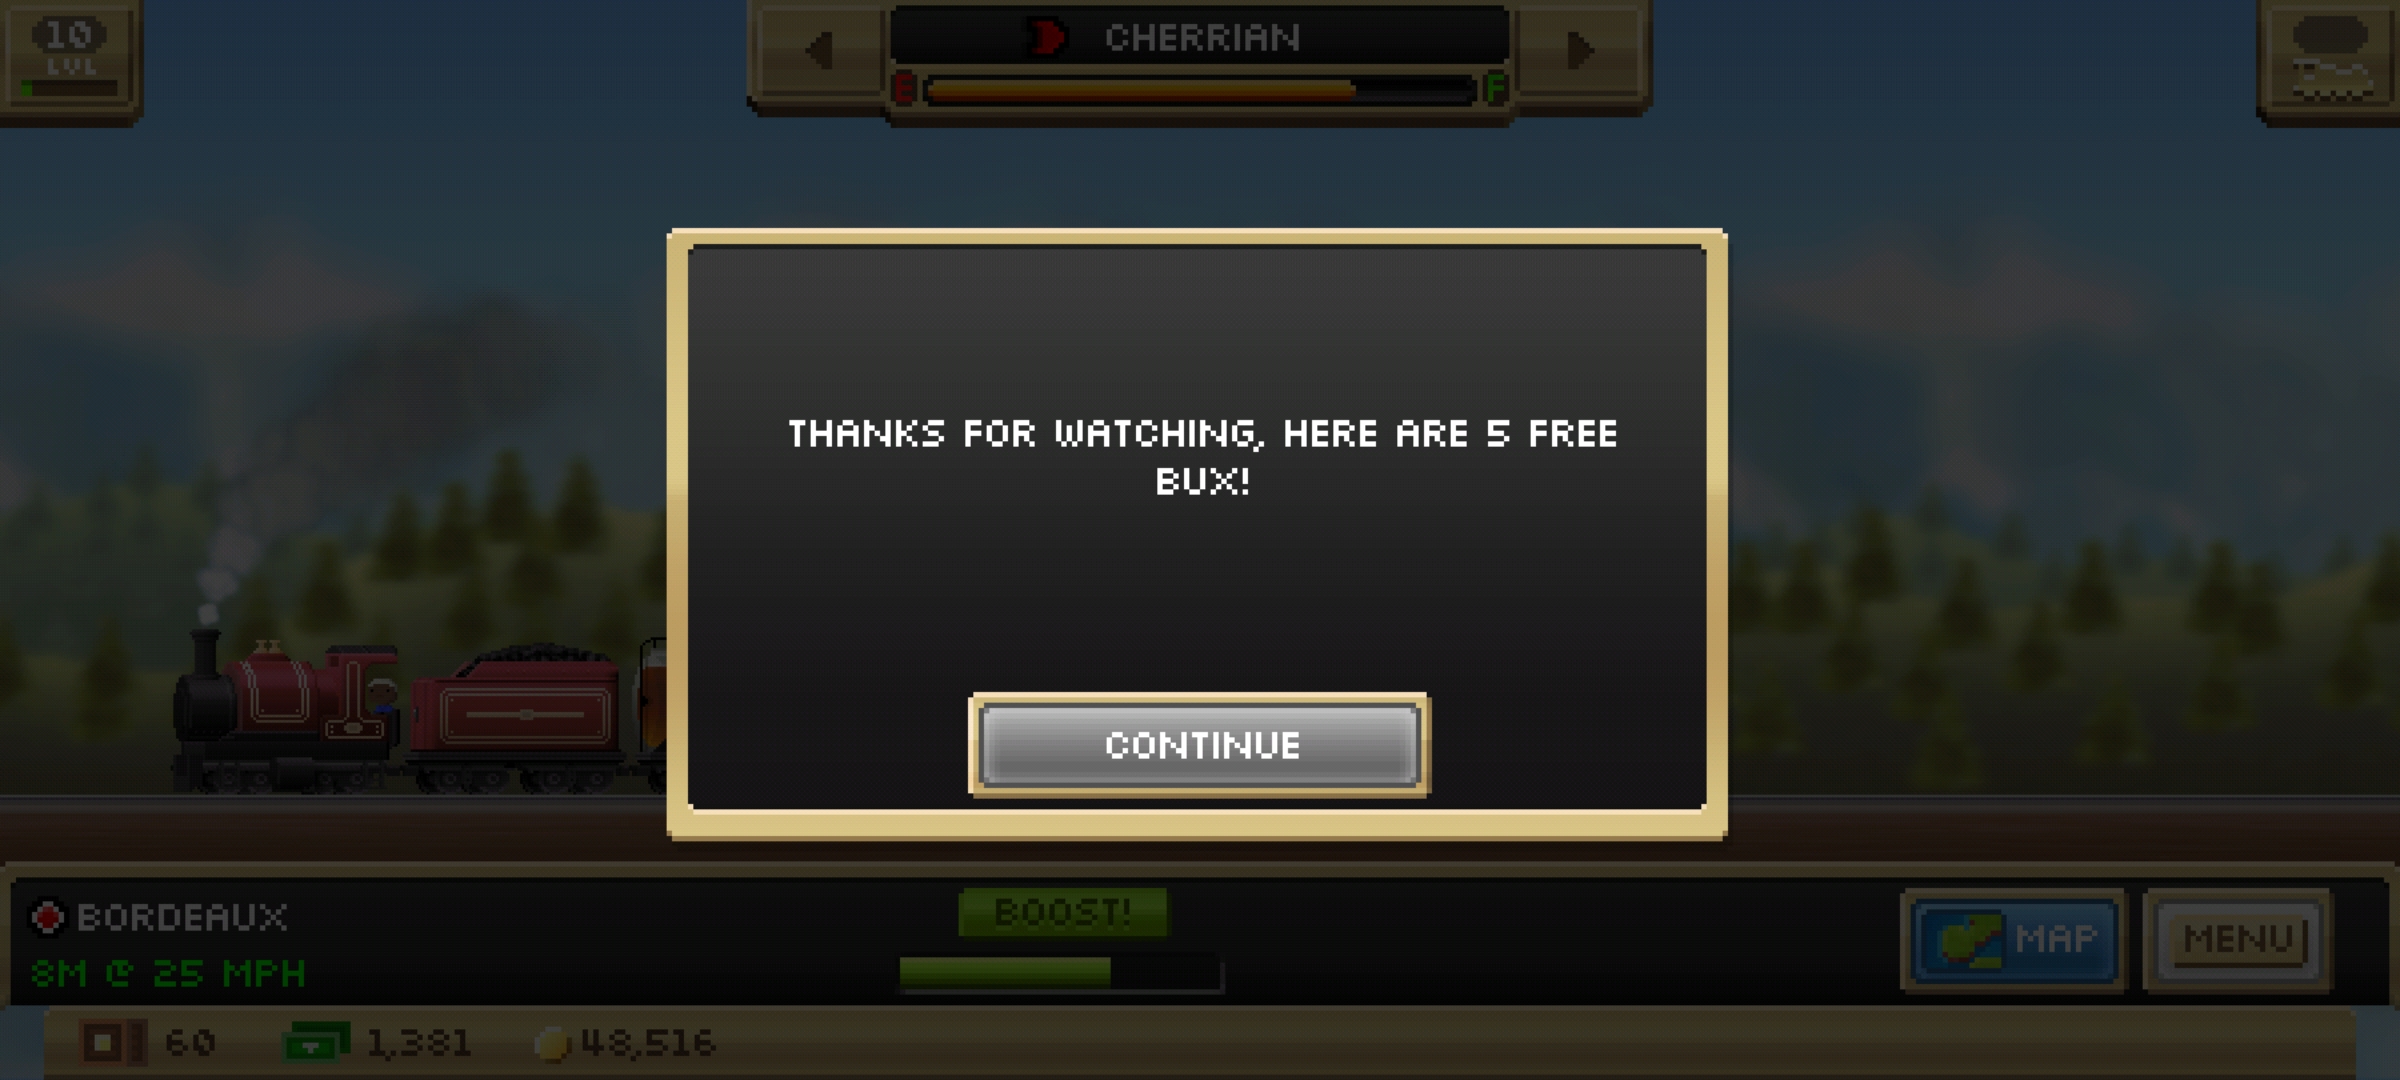 10
LVL
CHERRIAN
E
F
THANKS FOR WATCHING, HERE ARE 5 FREE
BUX!
CONTINUE
BORDEAUX
8M @ 25 MPH
BOOST!
MAP
MENU
60
1,381
48,516